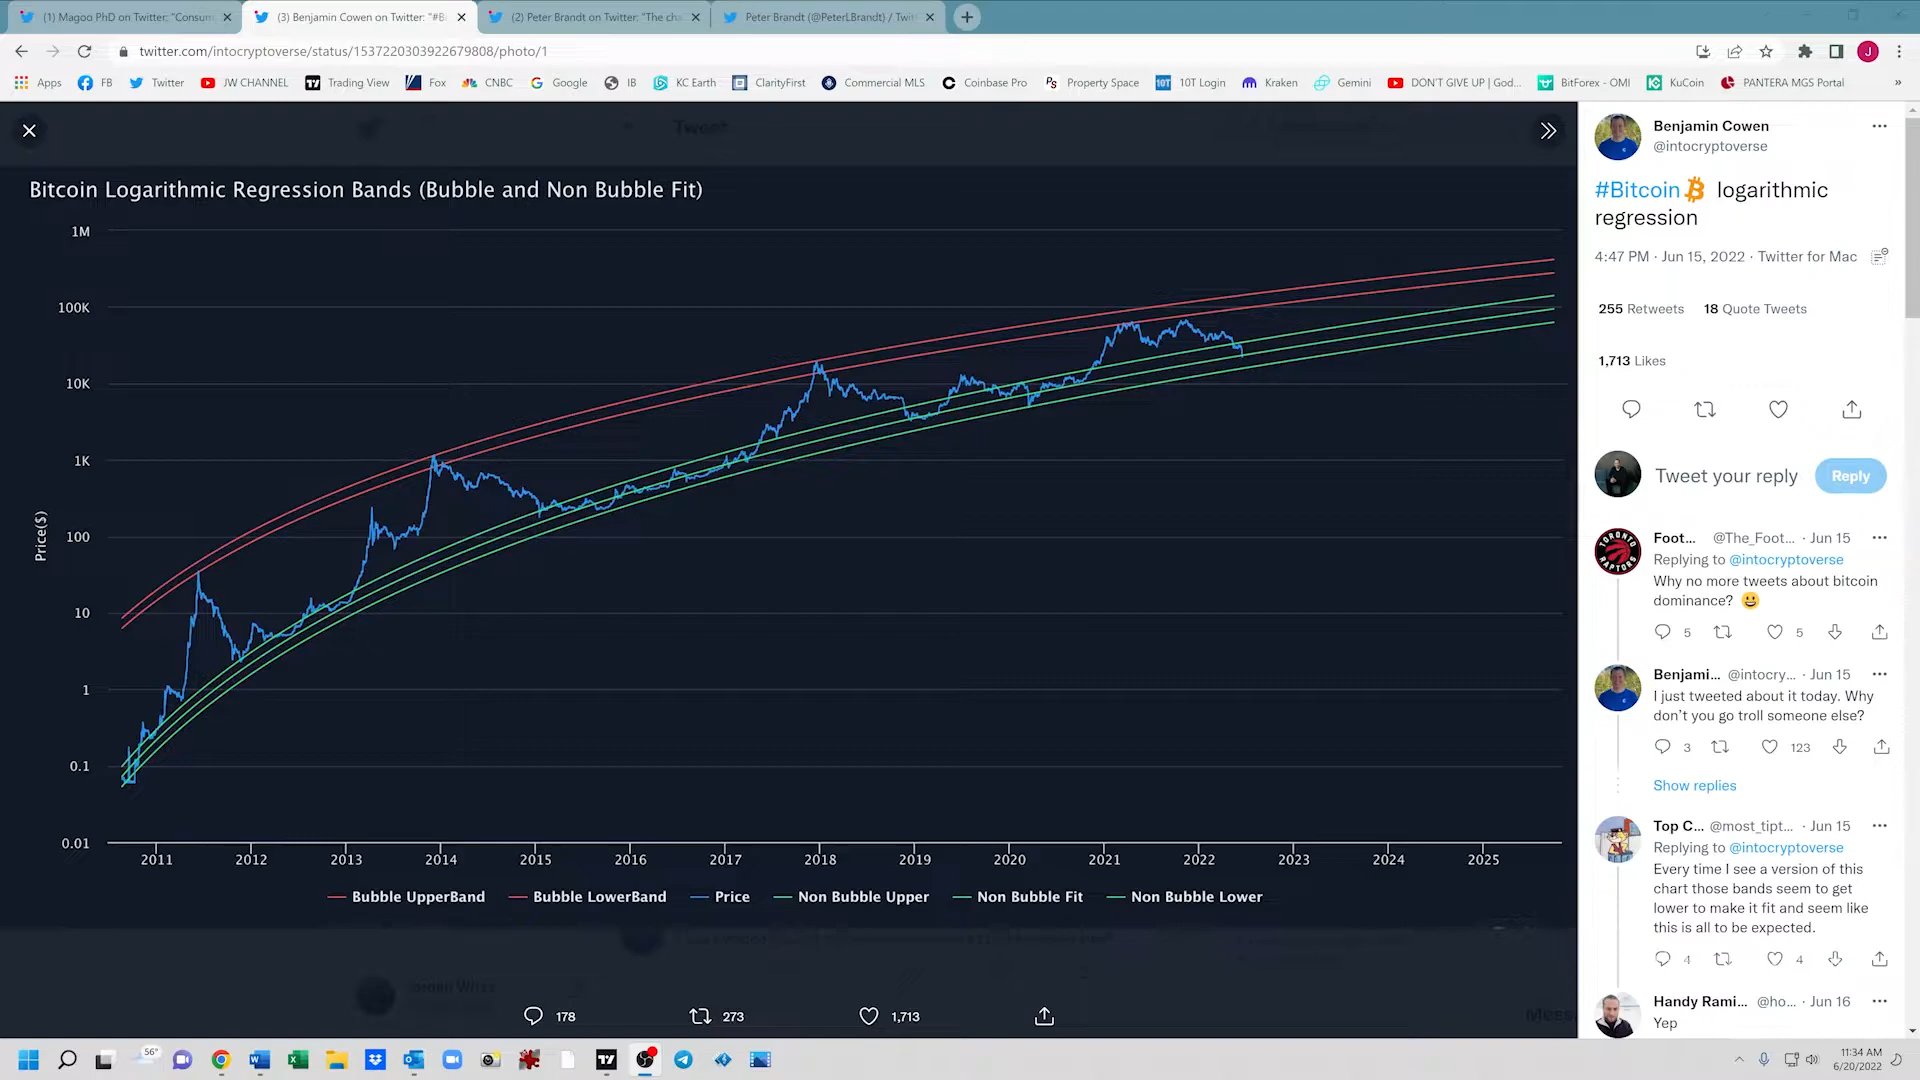 (1) Magoo PhD on Twitter: "Consum
(3) Benjamin Cowen on Twitter: "#B
(2) Peter Brandt on Twitter: "The cha
Peter Brandt (@PeterLBrandt) / Twit
twitter.com/intocryptoverse/status/1537220303922679808/photo/1
J
Apps FB Twitter JW CHANNEL Trading View Fox CNBC Google IB KC Earth ClarityFirst Commercial MLS Coinbase Pro Property Space 10T Login Kraken Gemini DON'T GIVE UP | God... BitForex - OMI KuCoin PANTERA MGS Portal »
Tweet
Bitcoin Logarithmic Regression Bands (Bubble and Non Bubble Fit)
1M
100K
10K
1K
100
10
1
0.1
0.01
Price($)
2011 2012 2013 2014 2015 2016 2017 2018 2019 2020 2021 2022 2023 2024 2025
Bubble UpperBand Bubble LowerBand Price Non Bubble Upper Non Bubble Fit Non Bubble Lower
178 273 1,713
Benjamin Cowen
@intocryptoverse
#Bitcoin logarithmic
regression
4:47 PM · Jun 15, 2022 · Twitter for Mac
255 Retweets 18 Quote Tweets
1,713 Likes
Tweet your reply Reply
TORONTO RAPTORS
Foot... @The_Foot... · Jun 15
Replying to @intocryptoverse
Why no more tweets about bitcoin
dominance?
5 5
Benjami... @intocry... · Jun 15
I just tweeted about it today. Why
don't you go troll someone else?
3 123
Show replies
Top C... @most_tipt... · Jun 15
Replying to @intocryptoverse
Every time I see a version of this
chart those bands seem to get
lower to make it fit and seem like
this is all to be expected.
4 4
Handy Rami... @ho... · Jun 16
Yep
56°
11:34 AM
6/20/2022